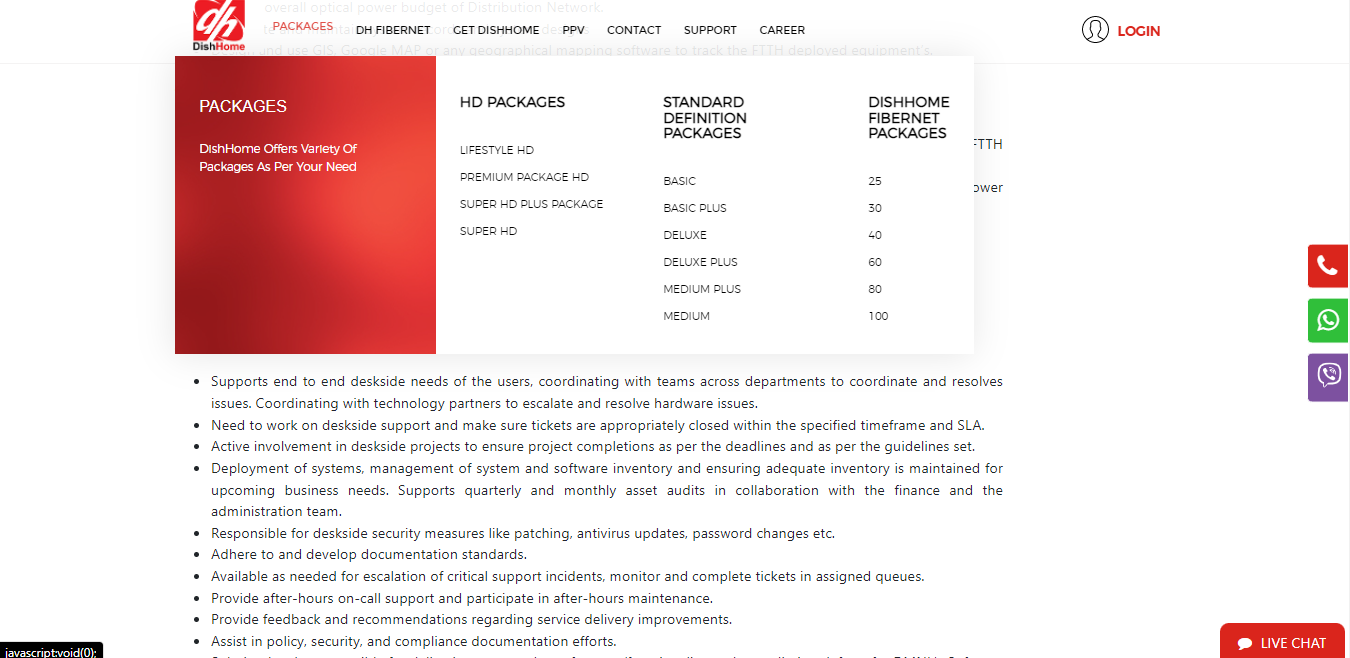 overall optical power budget of Distribution Network.
PACKAGES
DH FIBERNET
GET DISHHOME
PPV
CONTACT
SUPPORT
CAREER
LOGIN
dh
DishHome
and use GIS, Google MAP or any geographical mapping software to track the FTTH deployed equipment's.
PACKAGES
DishHome Offers Variety Of
Packages As Per Your Need
HD PACKAGES
LIFESTYLE HD
PREMIUM PACKAGE HD
SUPER HD PLUS PACKAGE
SUPER HD
STANDARD
DEFINITION
PACKAGES
BASIC
BASIC PLUS
DELUXE
DELUXE PLUS
MEDIUM PLUS
MEDIUM
DISHHOME
FIBERNET
PACKAGES
25
30
40
60
80
100
FTTH
ower
Supports end to end deskside needs of the users, coordinating with teams across departments to coordinate and resolves
issues. Coordinating with technology partners to escalate and resolve hardware issues.
Need to work on deskside support and make sure tickets are appropriately closed within the specified timeframe and SLA.
Active involvement in deskside projects to ensure project completions as per the deadlines and as per the guidelines set.
Deployment of systems, management of system and software inventory and ensuring adequate inventory is maintained for
upcoming business needs. Supports quarterly and monthly asset audits in collaboration with the finance and the
administration team.
Responsible for deskside security measures like patching, antivirus updates, password changes etc.
Adhere to and develop documentation standards.
Available as needed for escalation of critical support incidents, monitor and complete tickets in assigned queues.
Provide after-hours on-call support and participate in after-hours maintenance.
Provide feedback and recommendations regarding service delivery improvements.
Assist in policy, security, and compliance documentation efforts.
javascript:void(0);
LIVE CHAT